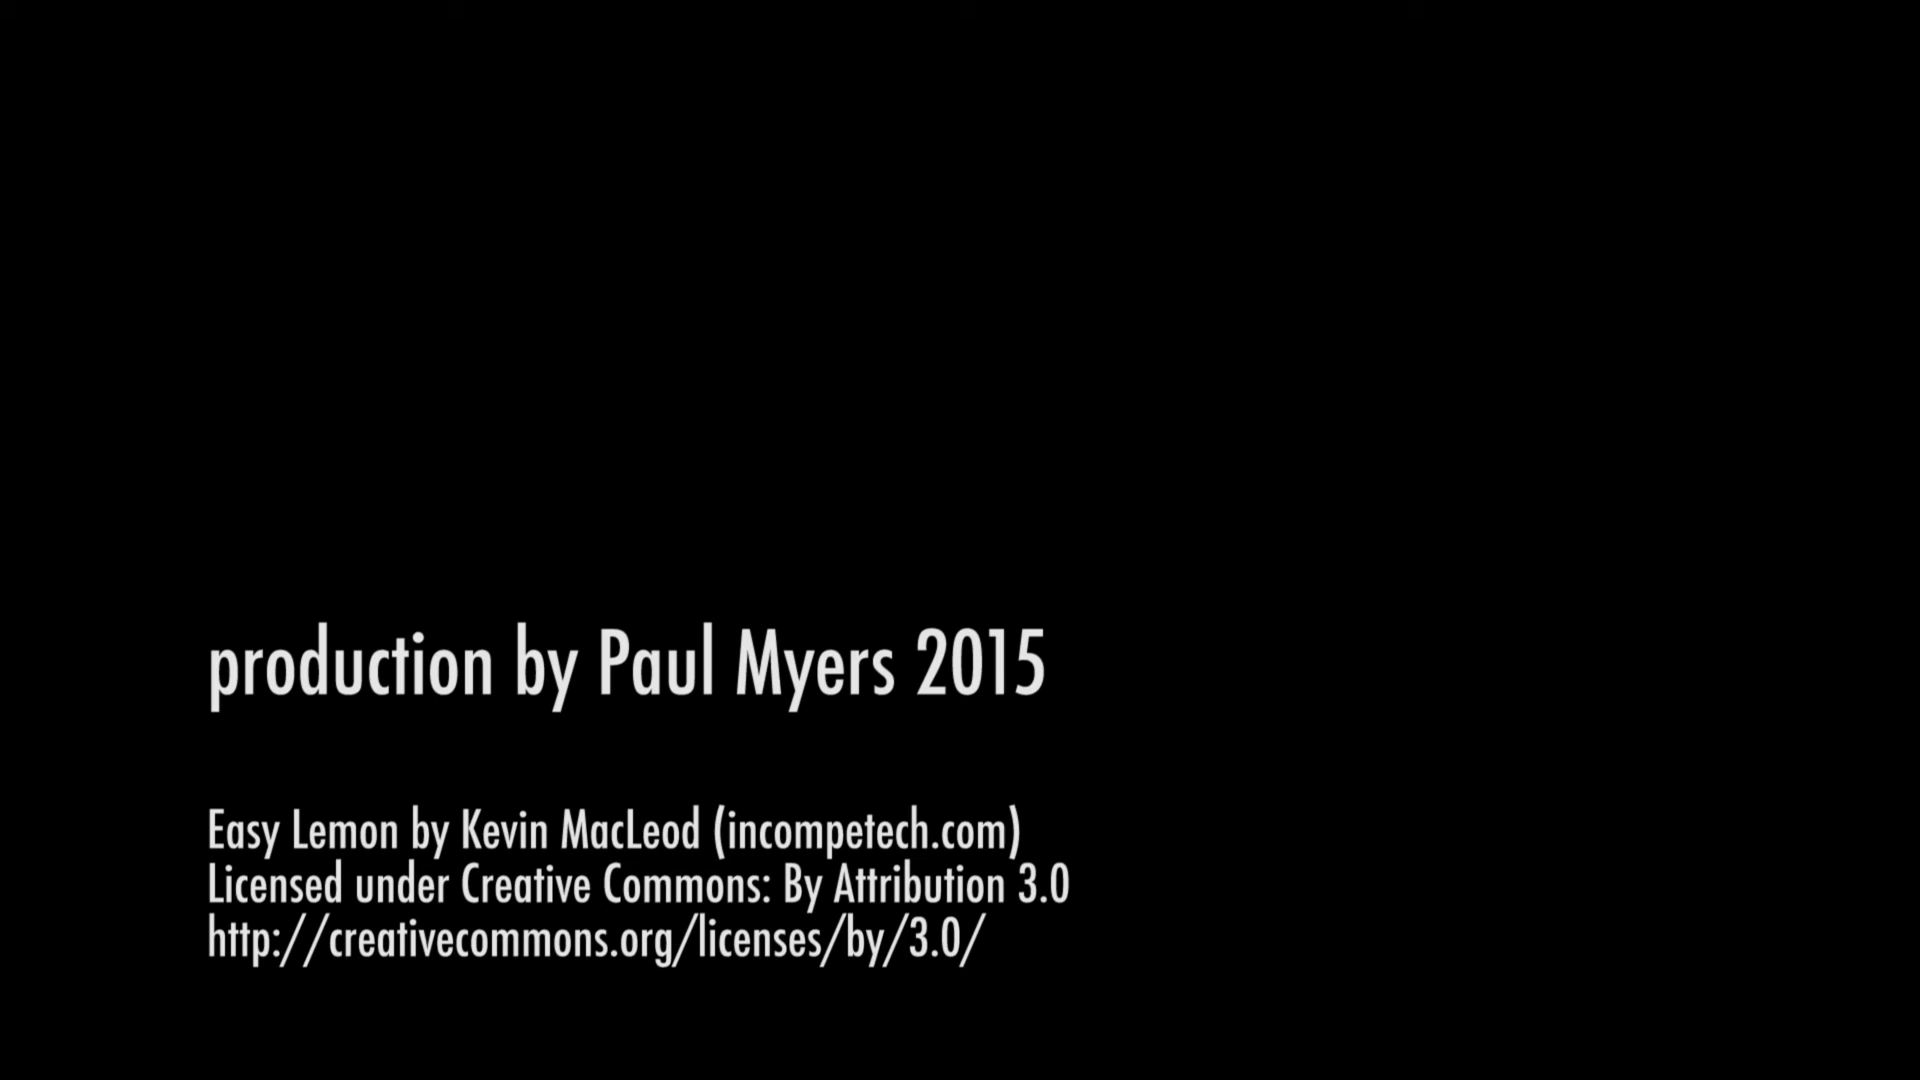 production by Paul Myers 2015
Easy Lemon by Kevin MacLeod (incompetech.com)
Licensed under Creative Commons: By Attribution 3.0
http://creativecommons.org/licenses/by/3.0/